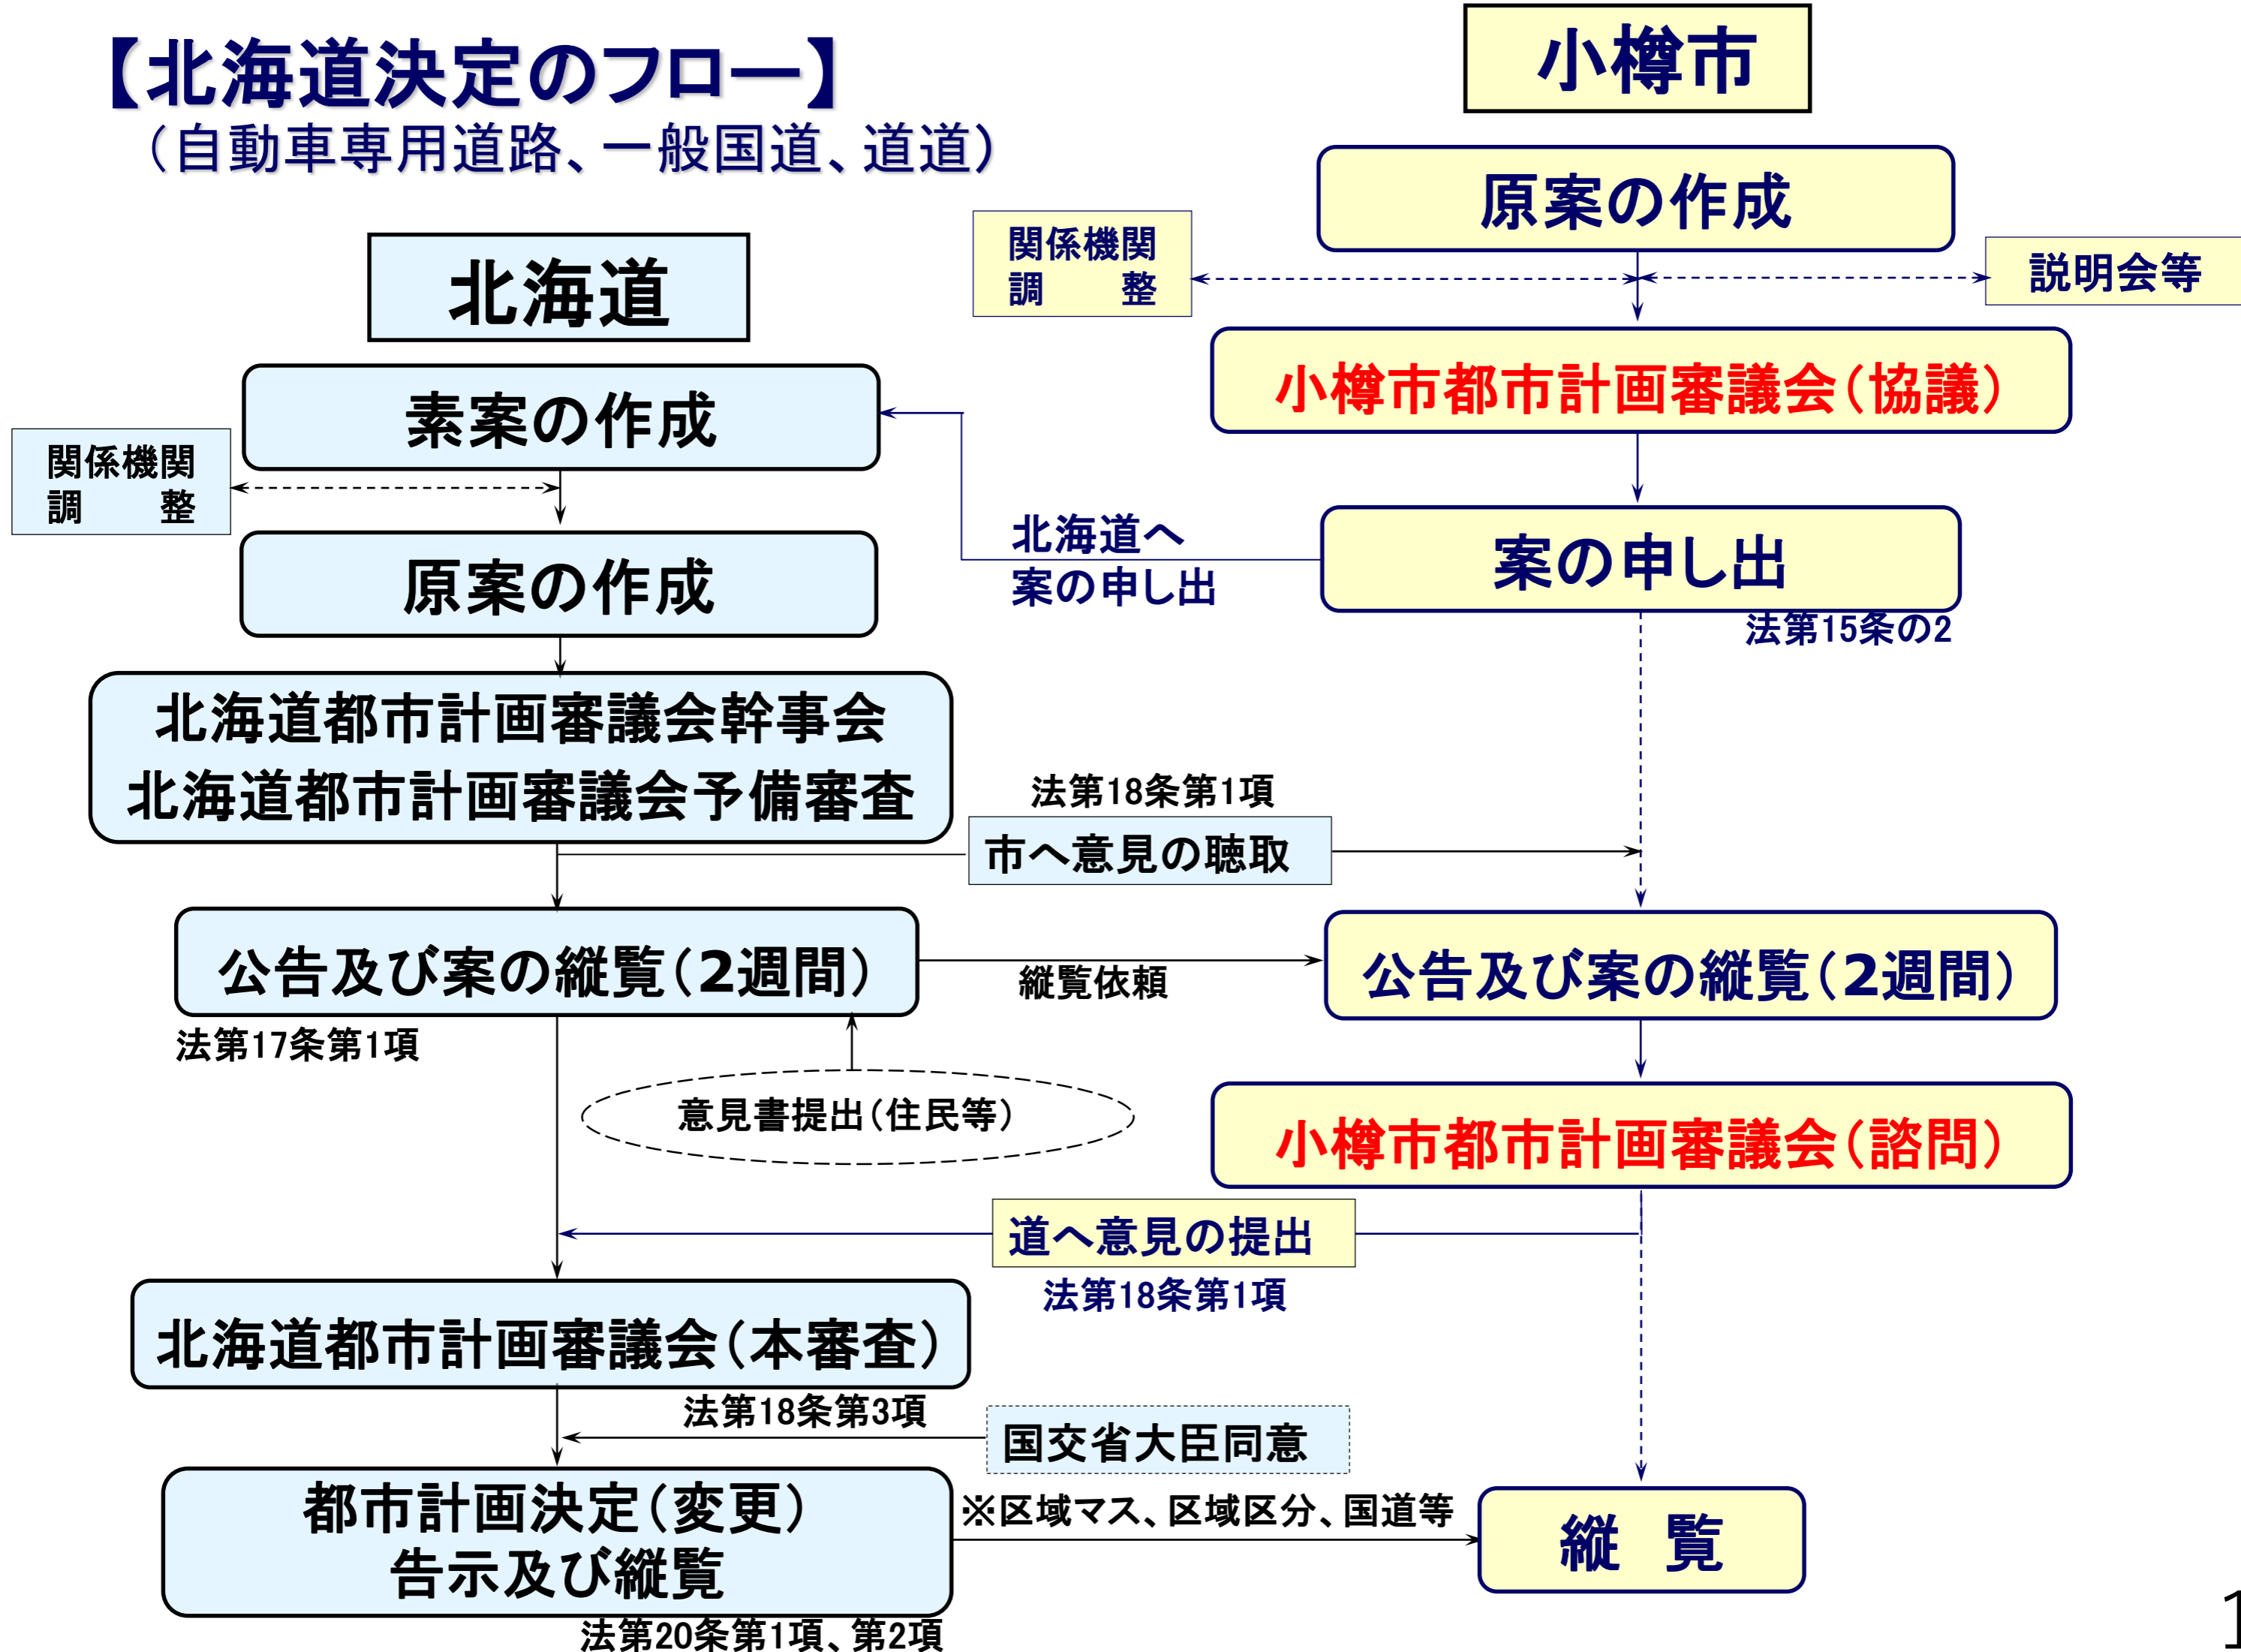 【北海道決定のフロー】
（自動車専用道路、一般国道、道道）
小樽市
原案の作成
関係機関
調　　整
説明会等
小樽市都市計画審議会（協議）
案の申し出
法第15条の2
北海道へ
案の申し出
北海道
素案の作成
関係機関
調　　整
原案の作成
北海道都市計画審議会幹事会
北海道都市計画審議会予備審査
法第18条第1項
市へ意見の聴取
公告及び案の縦覧（2週間）
法第17条第1項
縦覧依頼
公告及び案の縦覧（2週間）
意見書提出（住民等）
小樽市都市計画審議会（諮問）
道へ意見の提出
法第18条第1項
北海道都市計画審議会（本審査）
法第18条第3項
国交省大臣同意
都市計画決定（変更）
告示及び縦覧
法第20条第1項、第2項
※区域マス、区域区分、国道等
縦　覧